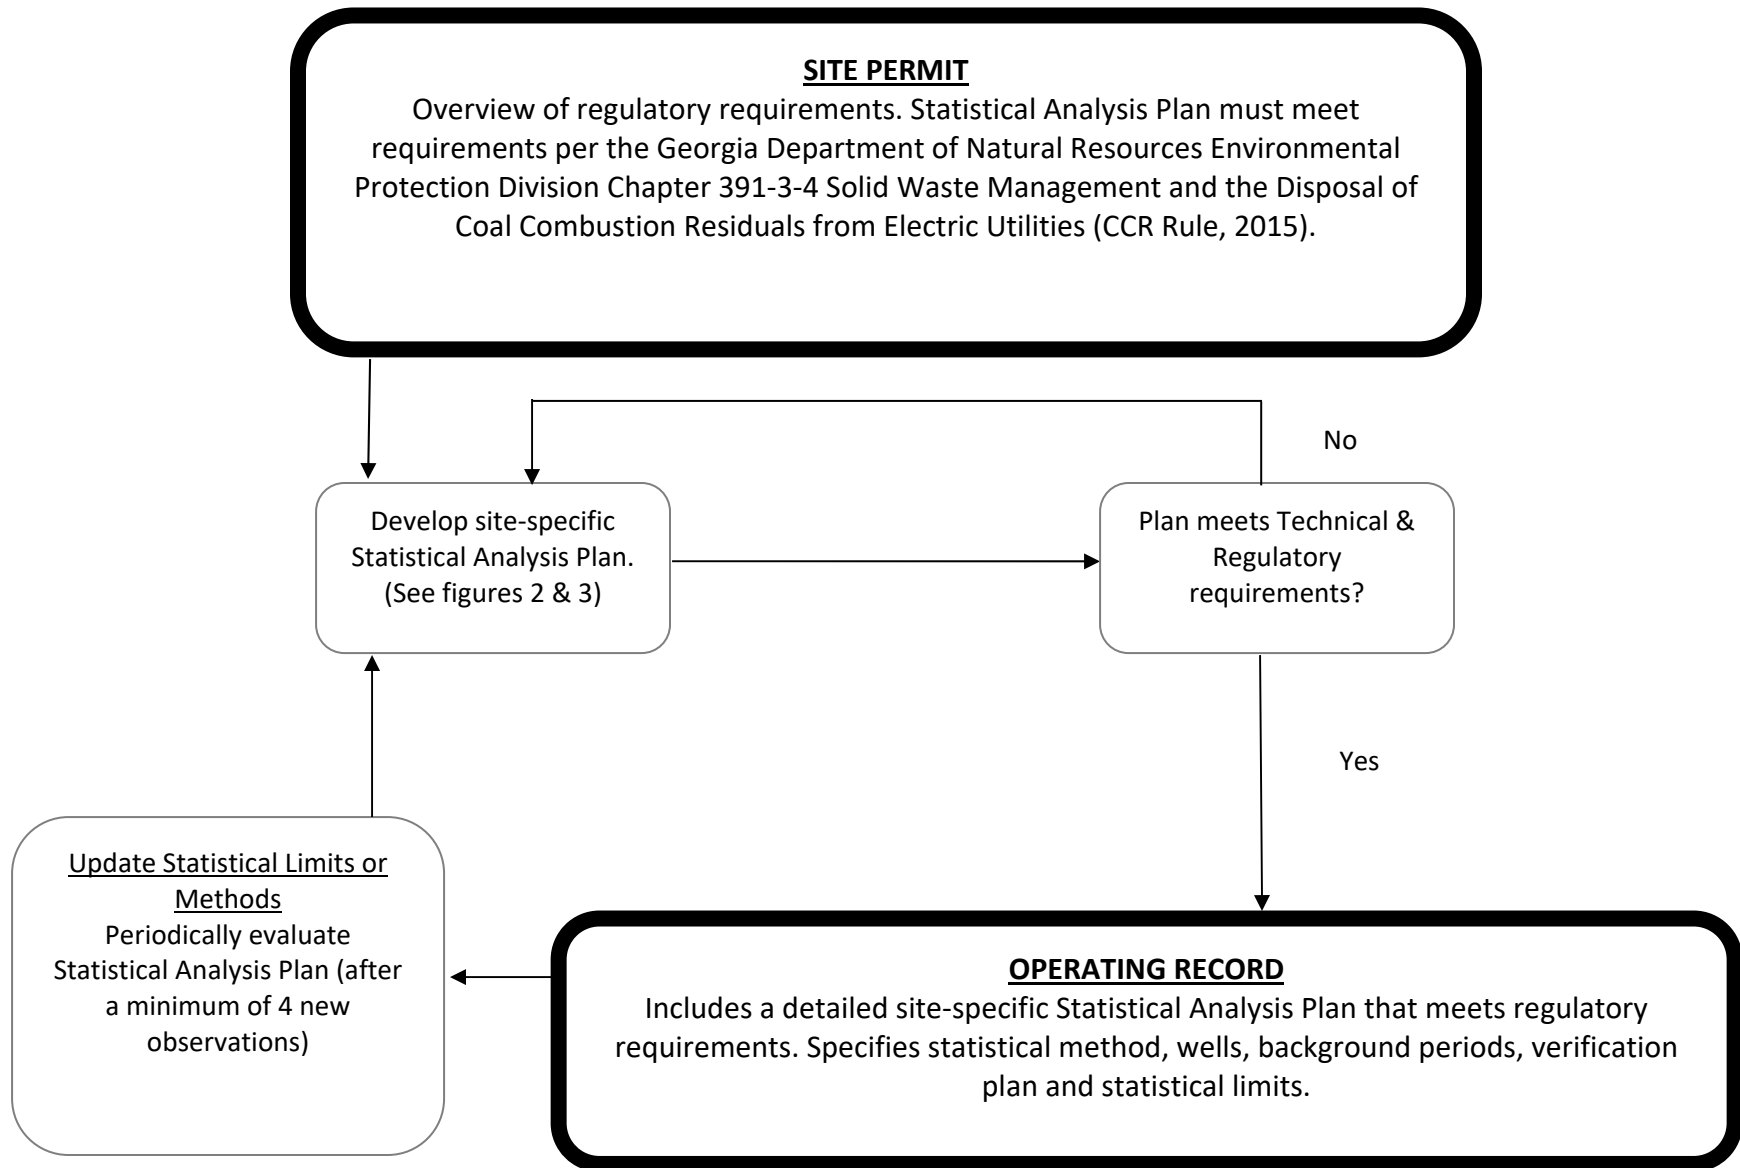 SITE PERMIT
Overview of regulatory requirements. Statistical Analysis Plan must meet
requirements per the Georgia Department of Natural Resources Environmental
Protection Division Chapter 391-3-4 Solid Waste Management and the Disposal of
Coal Combustion Residuals from Electric Utilities (CCR Rule, 2015).
No
Develop site-specific
Statistical Analysis Plan.
(See figures 2 & 3)
Plan meets Technical &
Regulatory
requirements?
Yes
Update Statistical Limits or
Methods
Periodically evaluate
Statistical Analysis Plan (after
a minimum of 4 new
observations)
OPERATING RECORD
Includes a detailed site-specific Statistical Analysis Plan that meets regulatory
requirements. Specifies statistical method, wells, background periods, verification
plan and statistical limits.